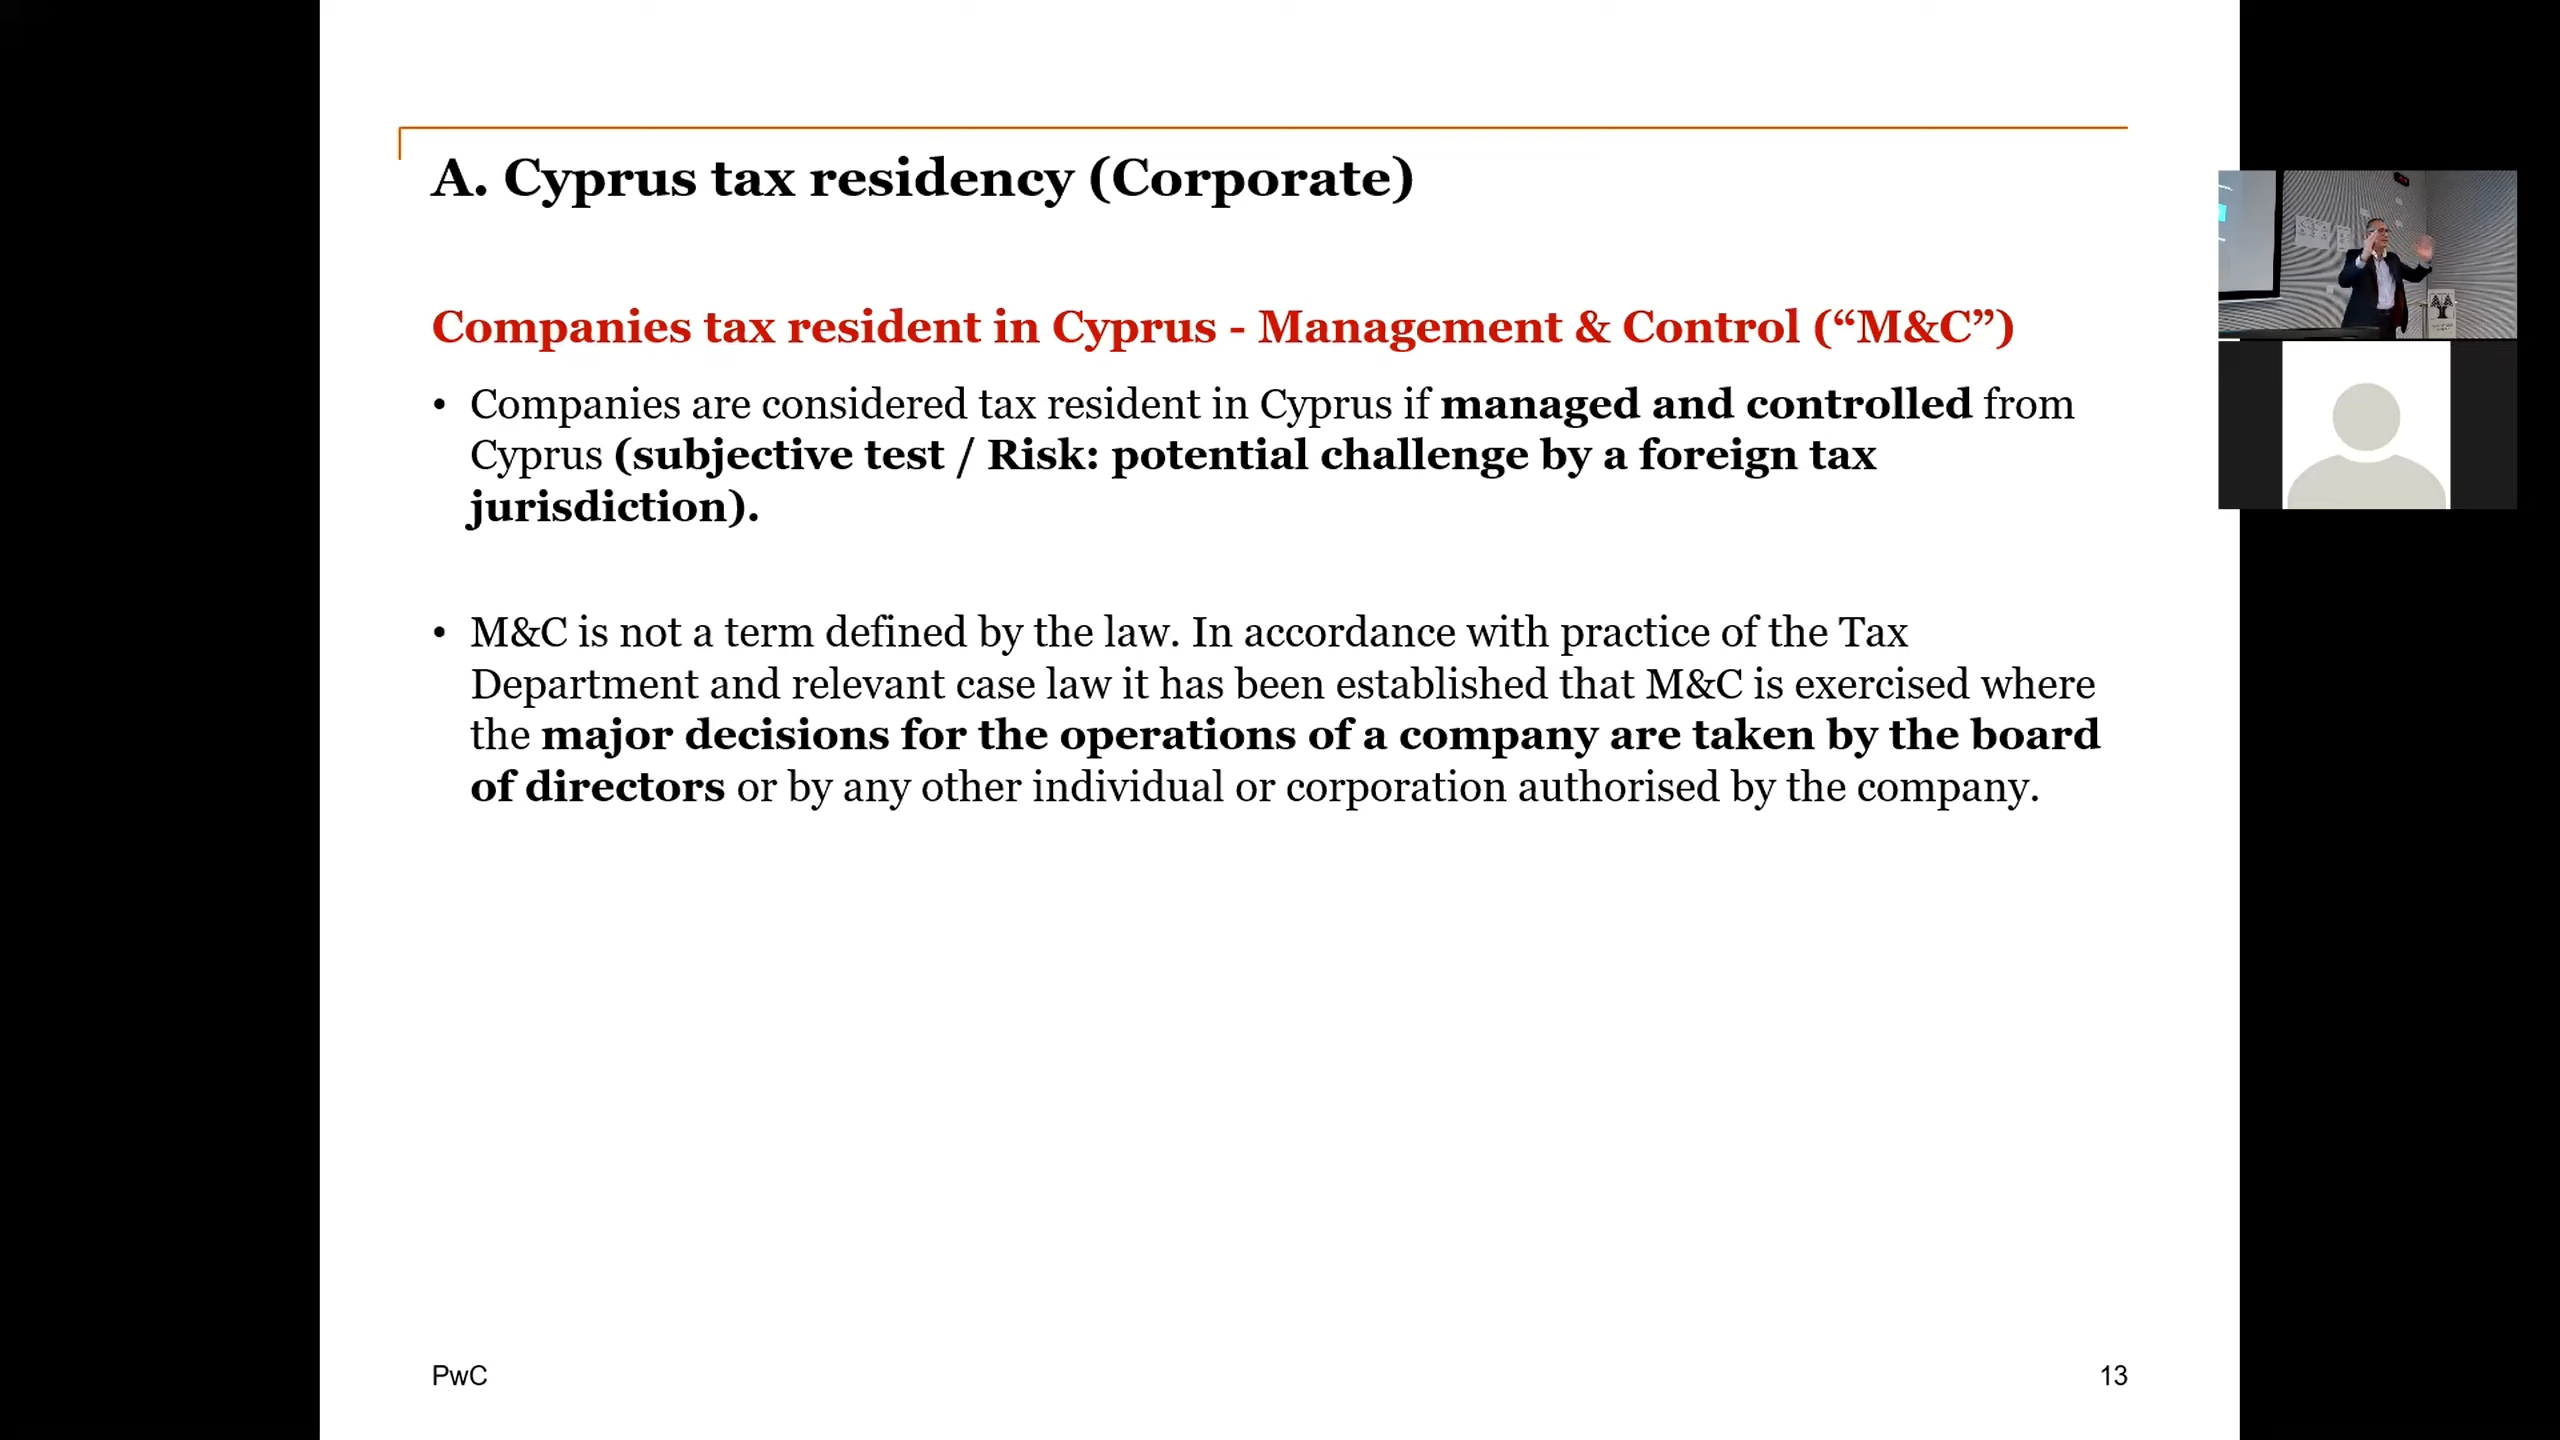 A. Cyprus tax residency (Corporate)
Companies tax resident in Cyprus - Management & Control (“M&C”)
• Companies are considered tax resident in Cyprus if managed and controlled from
Cyprus (subjective test / Risk: potential challenge by a foreign tax
jurisdiction).
• M&C is not a term defined by the law. In accordance with practice of the Tax
Department and relevant case law it has been established that M&C is exercised where
the major decisions for the operations of a company are taken by the board
of directors or by any other individual or corporation authorised by the company.
PwC
13